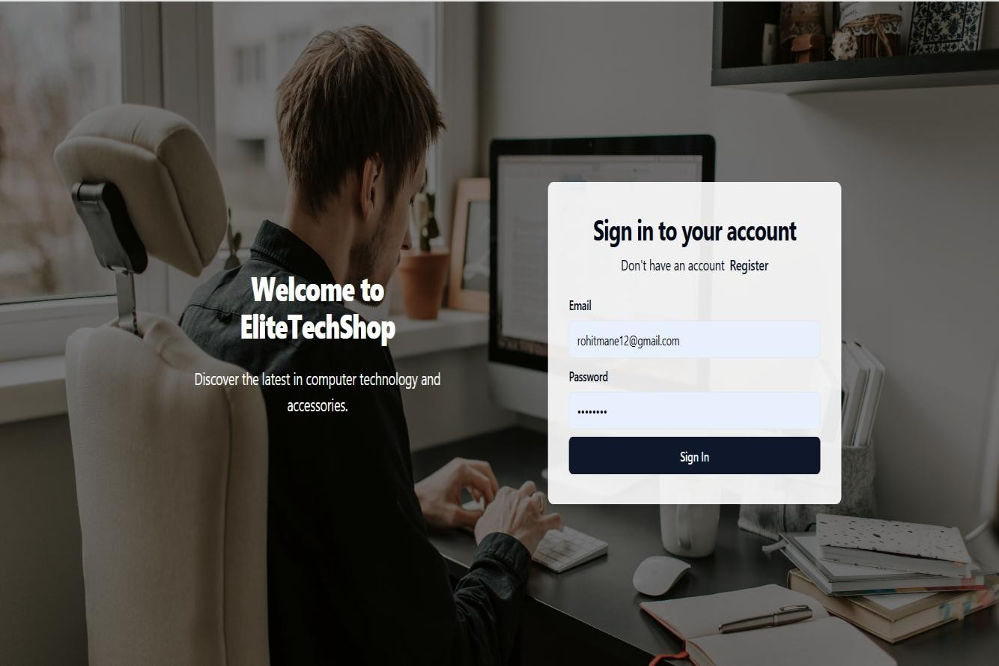 Welcome to
EliteTechShop
Discover the latest in computer technology and
accessories.
Sign in to your account
Don't have an account Register
Email
rohitmane12@gmail.com
Password
••••••••
Sign In
CHANEL